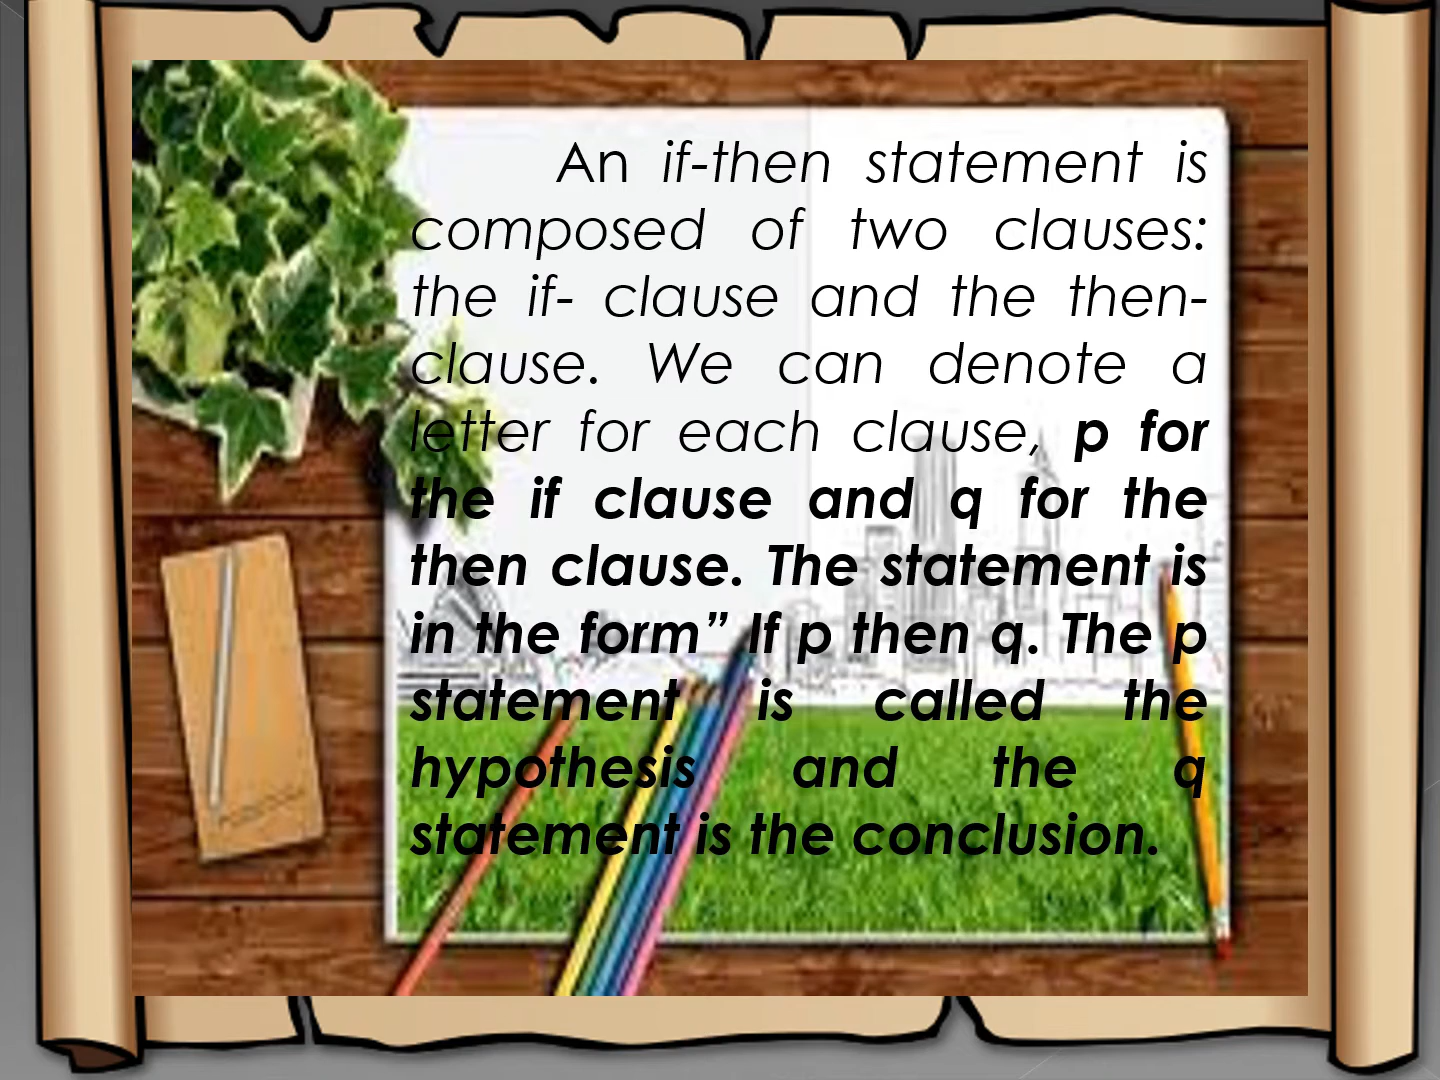 An if-then statement is
composed of two clauses:
the if- clause and the then-
clause. We can denote a
letter for each clause, p for
the if clause and q for the
then clause. The statement is
in the form” If p then q. The p
statement is called the
hypothesis and the q
statement is the conclusion.